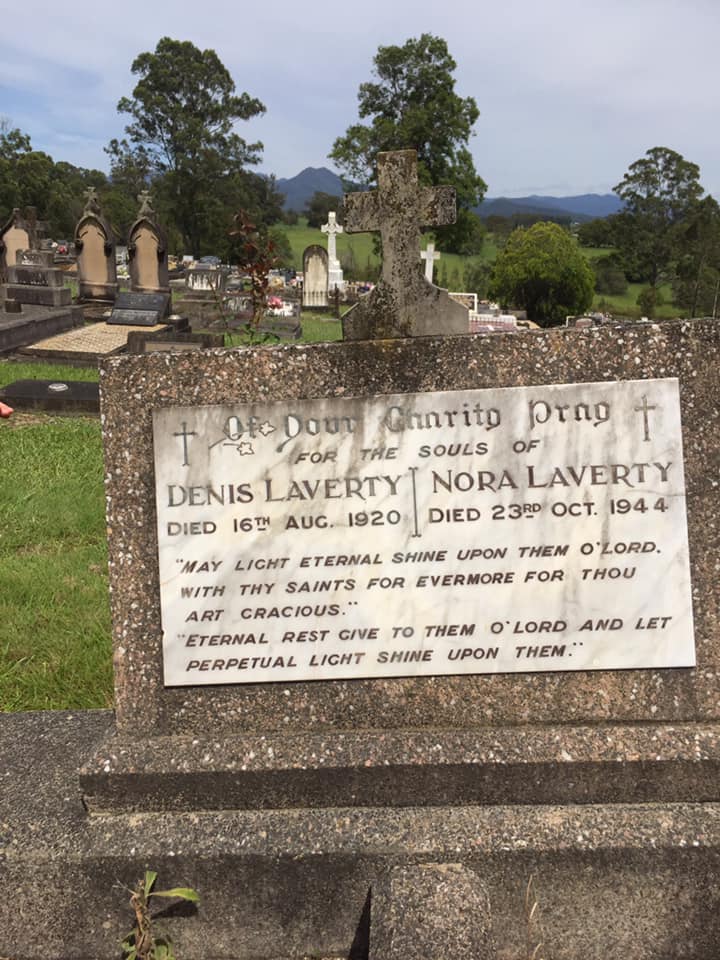 Of Your Charity Pray
FOR THE SOULS OF
DENIS LAVERTY NORA LAVERTY
DIED 16TH AUG. 1920 DIED 23RD OCT. 1944
"MAY LIGHT ETERNAL SHINE UPON THEM O'LORD.
WITH THY SAINTS FOR EVERMORE FOR THOU
ART GRACIOUS."
"ETERNAL REST GIVE TO THEM O'LORD AND LET
PERPETUAL LIGHT SHINE UPON THEM."